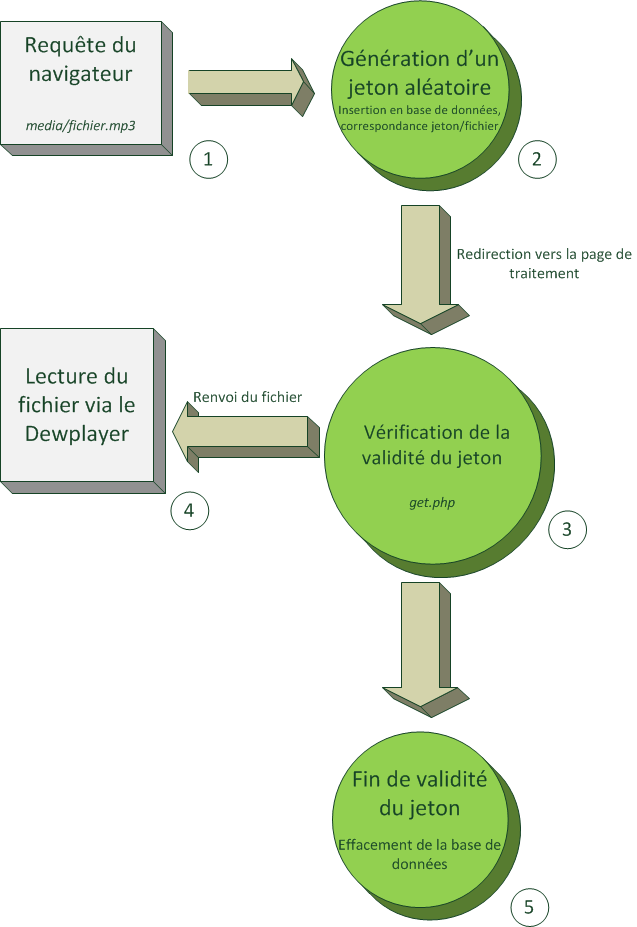 Requête du
navigateur
media/fichier.mp3
1
Génération d'un
jeton aléatoire
Insertion en base de données,
correspondance jeton/fichier
2
Redirection vers la page de
traitement
Vérification de la
validité du jeton
get.php
3
Renvoi du fichier
Lecture du
fichier via le
Dewplayer
4
Fin de validité
du jeton
Effacement de la base de
données
5